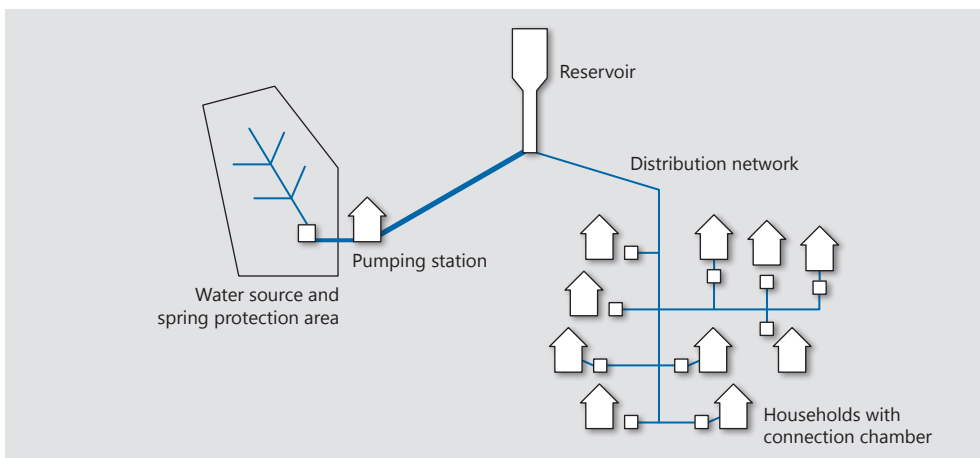 Reservoir
Distribution network
Pumping station
Water source and
spring protection area
Households with
connection chamber